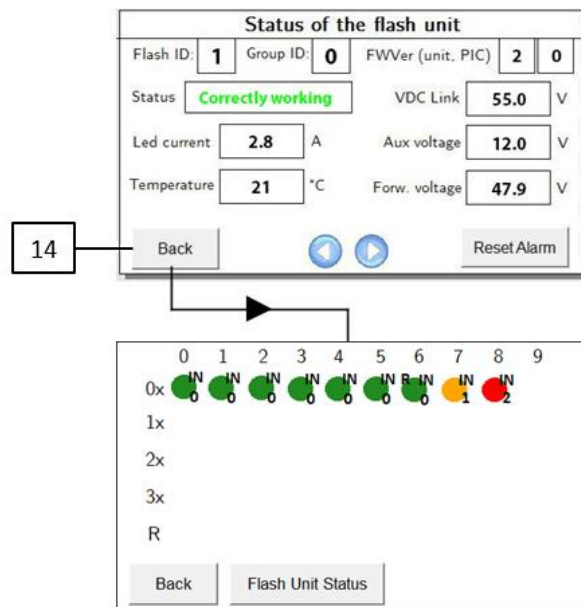 Status of the flash unit
Flash ID: 1 Group ID: 0 FWVer (unit, PIC) 2 0
Status Correctly working VDC Link 55.0 V
Led current 2.8 A Aux voltage 12.0 V
Temperature 21 °C Forw. voltage 47.9 V
14 Back Reset Alarm
0 1 2 3 4 5 6 7 8 9
0x IN 0 IN 0 IN 0 IN 0 IN 0 IN 0 R IN 0 IN 1 IN 2
1x
2x
3x
R
Back Flash Unit Status